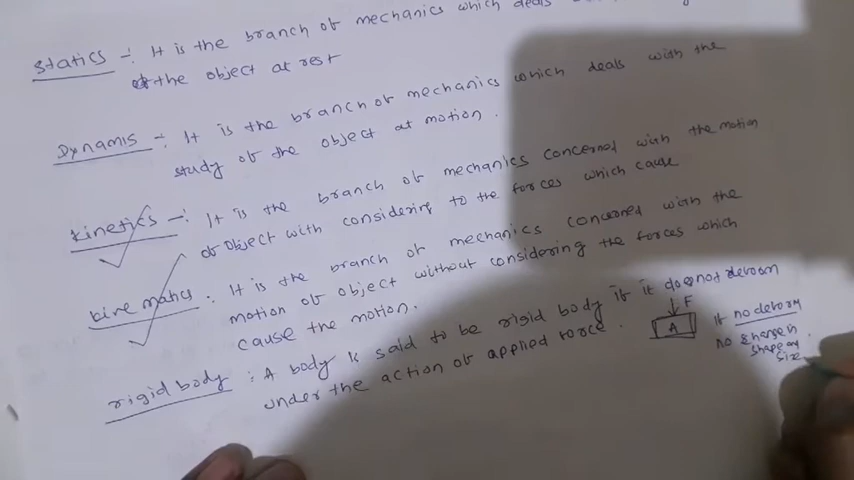 Statics -: It is the branch of mechanics which deals
of the object at rest
Dynamis -: It is the branch of mechanics which deals with the
study of the object at motion.
Kinetics -: It is the branch of mechanics concerned with the motion
of object with considering to the forces which cause
kinematics : It is the branch of mechanics concerned with the
motion of object without considering the forces which
cause the motion.
rigid body : A body is said to be rigid body if it does not deform
under the action of applied force.
F
A
If no deform
no change in
shape and
size